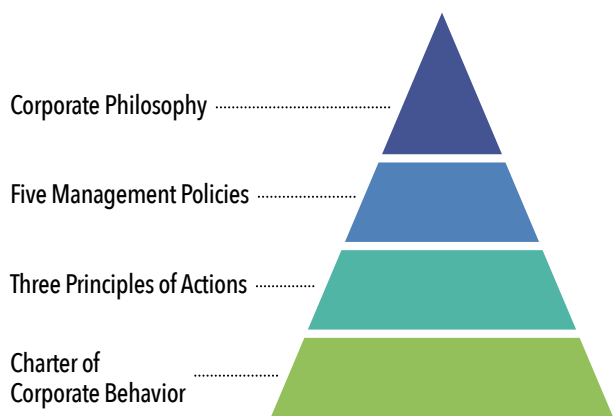 Corporate Philosophy
Five Management Policies
Three Principles of Actions
Charter of
Corporate Behavior